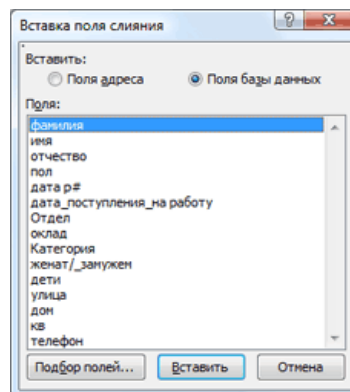 Вставка поля слияния
Вставить:
Поля адреса Поля базы данных
Поля:
фамилия
имя
отчество
пол
дата р#
дата_поступления_на работу
Отдел
оклад
Категория
женат/_замужем
дети
улица
дом
кв
телефон
Подбор полей... Вставить Отмена